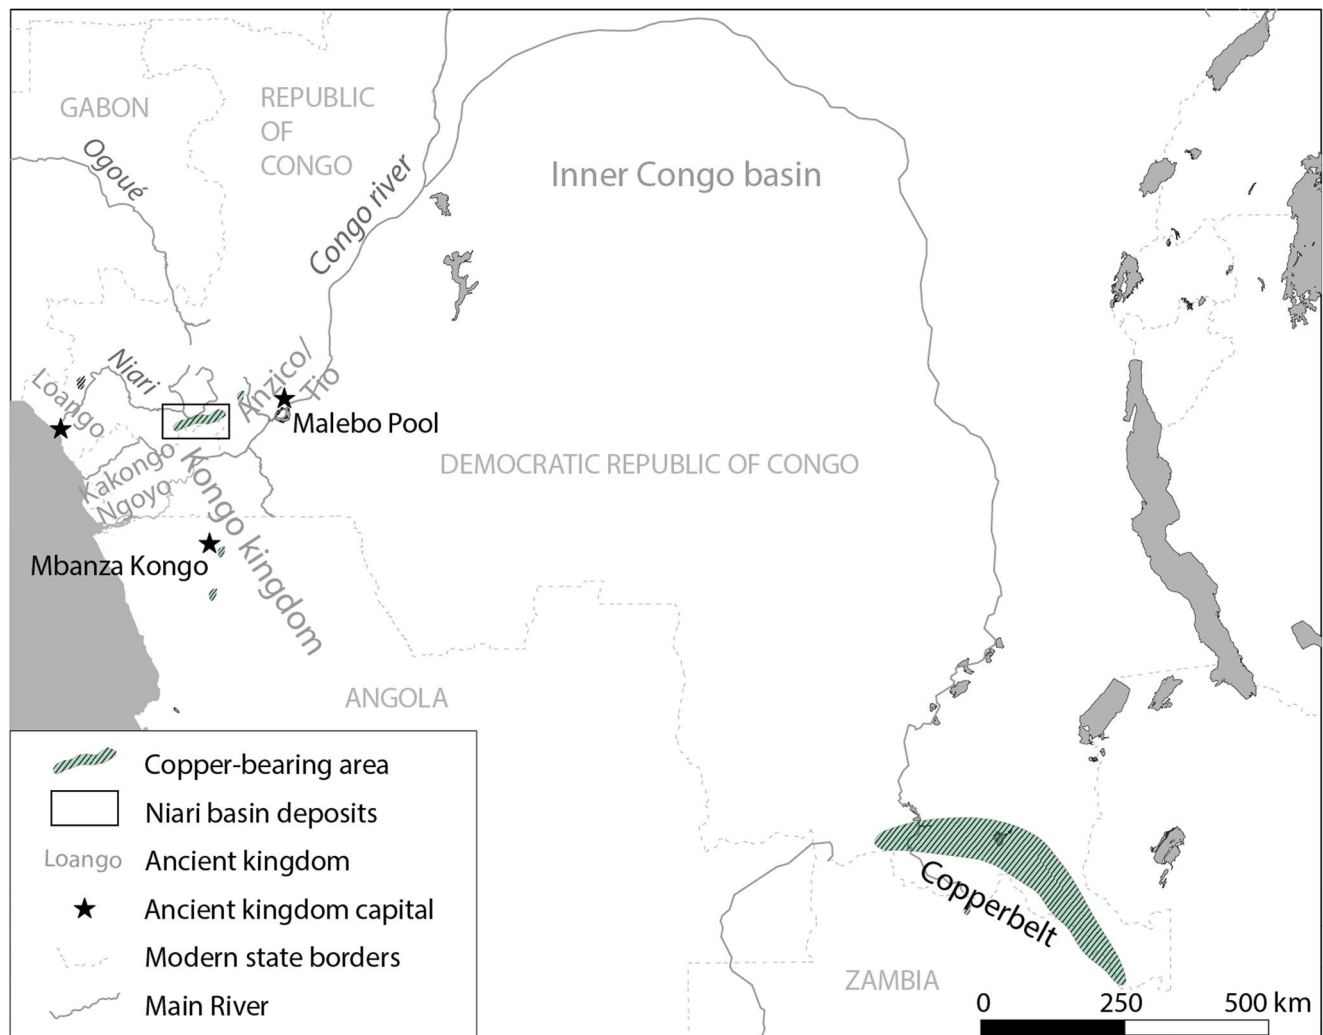 GABON
REPUBLIC
OF
CONGO
Ogoué
Congo river
Inner Congo basin
Niari
Loango
Anzico/
Tio
Malebo Pool
Kakongo
Ngoyo
Kongo kingdom
DEMOCRATIC REPUBLIC OF CONGO
Mbanza Kongo
ANGOLA
Copperbelt
ZAMBIA
Copper-bearing area
Niari basin deposits
Loango Ancient kingdom
Ancient kingdom capital
Modern state borders
Main River
0 250 500 km